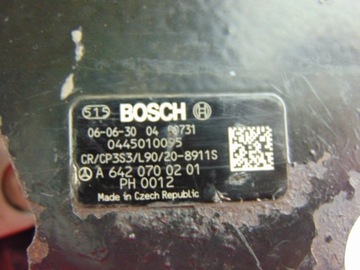 515 BOSCH
06-06-30 04 0731
0445010095
CR/CP3S3/L90/20-8911S
A 642 070 02 01
PH 0012
Made in Czech Republic